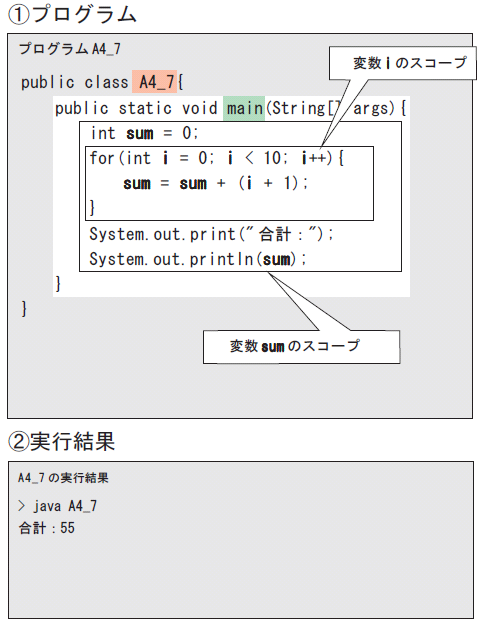 ①プログラム
プログラム A4_7
変数 i のスコープ
public class A4_7{
public static void main(String[] args){
int sum = 0;
for(int i = 0; i < 10; i++){
sum = sum + (i + 1);
}
System.out.print("合計：");
System.out.println(sum);
}
}
変数 sum のスコープ
②実行結果
A4_7 の実行結果
> java A4_7
合計：55